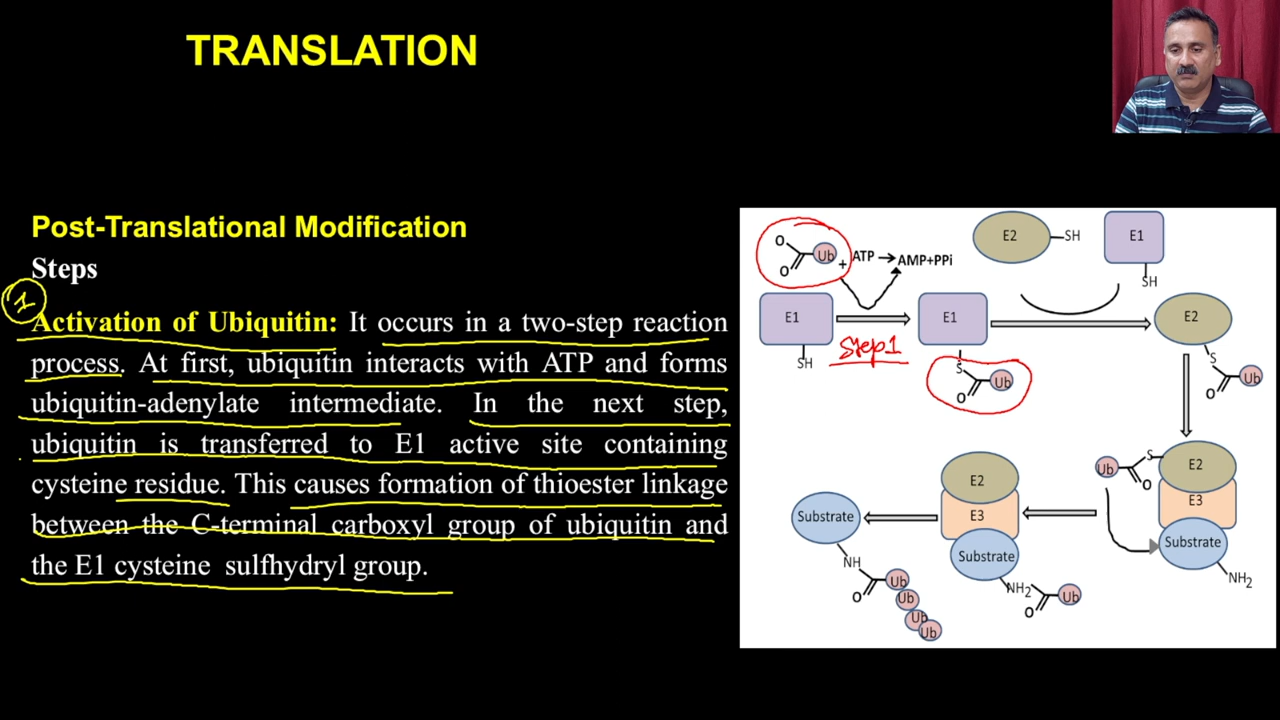 TRANSLATION
Post-Translational Modification
Steps
1
Activation of Ubiquitin: It occurs in a two-step reaction
process. At first, ubiquitin interacts with ATP and forms
ubiquitin-adenylate intermediate. In the next step,
ubiquitin is transferred to E1 active site containing
cysteine residue. This causes formation of thioester linkage
between the C-terminal carboxyl group of ubiquitin and
the E1 cysteine sulfhydryl group.
O
O
Ub
+
ATP
AMP+PPi
E2
SH
E1
SH
E1
SH
Step1
E1
S
O
Ub
E2
S
O
Ub
Ub
S
O
E2
E3
Substrate
NH2
E2
E3
Substrate
NH2
O
Ub
Substrate
NH
O
Ub
Ub
Ub
Ub